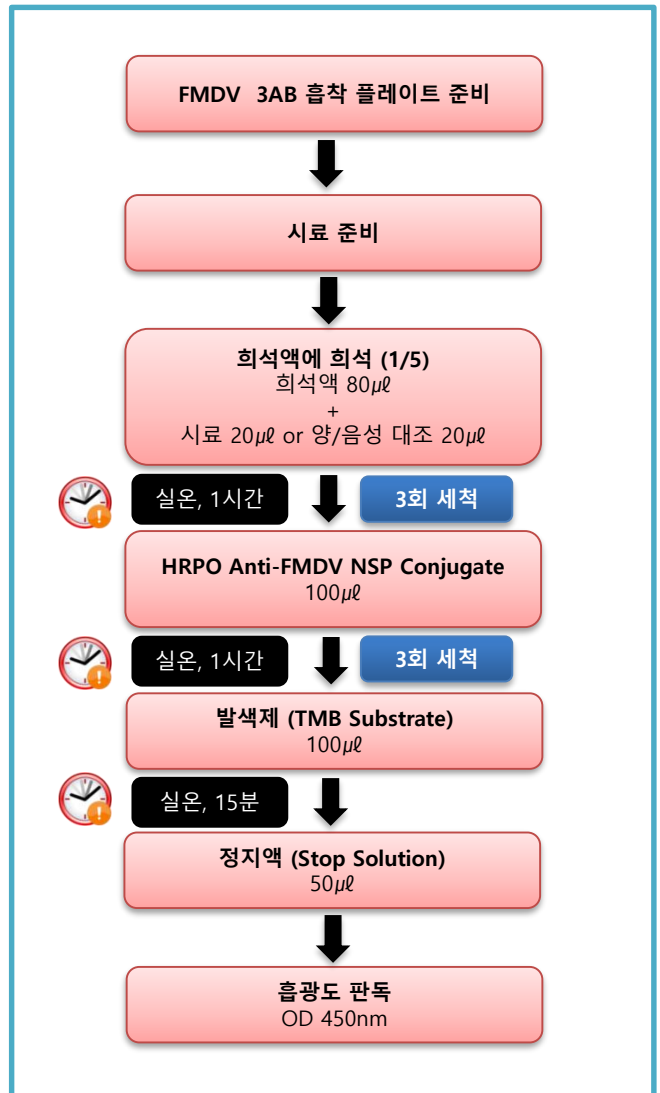 FMDV  3AB 흡착 플레이트 준비
시료 준비
희석액에 희석 (1/5)
희석액 80㎕
+
시료 20㎕ or 양/음성 대조 20㎕
실온, 1시간
3회 세척
HRPO Anti-FMDV NSP Conjugate
100㎕
실온, 1시간
3회 세척
발색제 (TMB Substrate)
100㎕
실온, 15분
정지액 (Stop Solution)
50㎕
흡광도 판독
OD 450nm